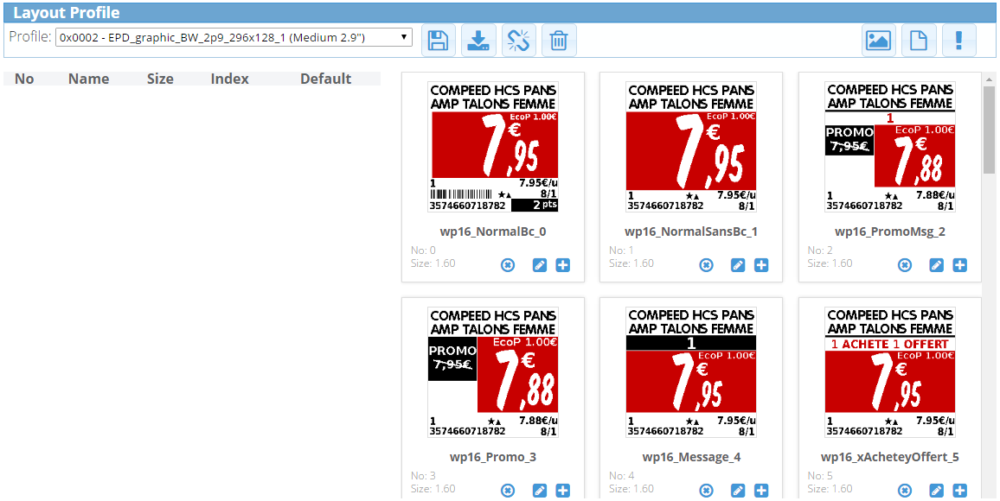 Layout Profile
Profile: 0x0002 - EPD_graphic_BW_2p9_296x128_1 (Medium 2.9")
No Name Size Index Default
COMPEED HCS PANS
AMP TALONS FEMME
EcoP 1.00€
7,95 €
1 7.95€/u
★▲ 8/1
3574660718782 2 pts
wp16_NormalBc_0
No: 0
Size: 1.60
COMPEED HCS PANS
AMP TALONS FEMME
EcoP 1.00€
7,95 €
1 ★▲ 7.95€/u
3574660718782 8/1
wp16_NormalSansBc_1
No: 1
Size: 1.60
COMPEED HCS PANS
AMP TALONS FEMME
1
PROMO EcoP 1.00€
7,95€
7,88 €
1 ★▲ 7.88€/u
3574660718782 8/1
wp16_PromoMsg_2
No: 2
Size: 1.60
COMPEED HCS PANS
AMP TALONS FEMME
EcoP 1.00€
PROMO
7,95€
7,88 €
1 ★▲ 7.88€/u
3574660718782 8/1
wp16_Promo_3
No: 3
Size: 1.60
COMPEED HCS PANS
AMP TALONS FEMME
1
EcoP 1.00€
7,95 €
1 ★▲ 7.95€/u
3574660718782 8/1
wp16_Message_4
No: 4
Size: 1.60
COMPEED HCS PANS
AMP TALONS FEMME
1 ACHETE 1 OFFERT
EcoP 1.00€
7,95 €
1 ★▲ 7.95€/u
3574660718782 8/1
wp16_xAcheteyOffert_5
No: 5
Size: 1.60